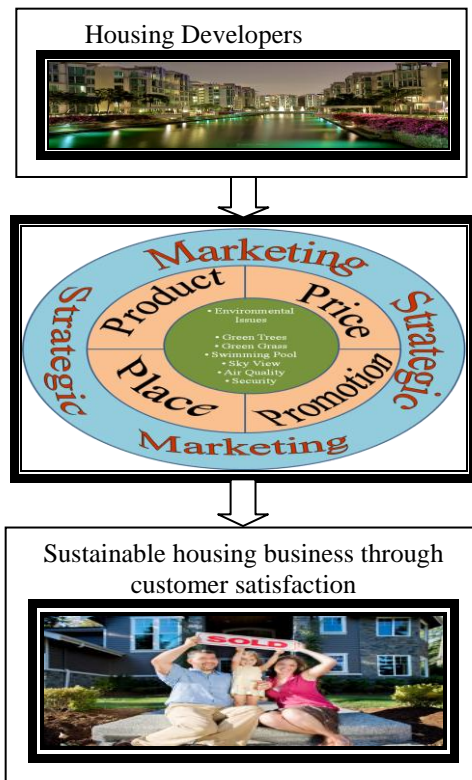 Housing Developers
Marketing
Strategic
Strategic
Product
Price
• Environmental
Issues
• Green Trees
• Green Grass
• Swimming Pool
• Sky View
• Air Quality
• Security
Place
Promotion
Marketing
Sustainable housing business through
customer satisfaction
SOLD